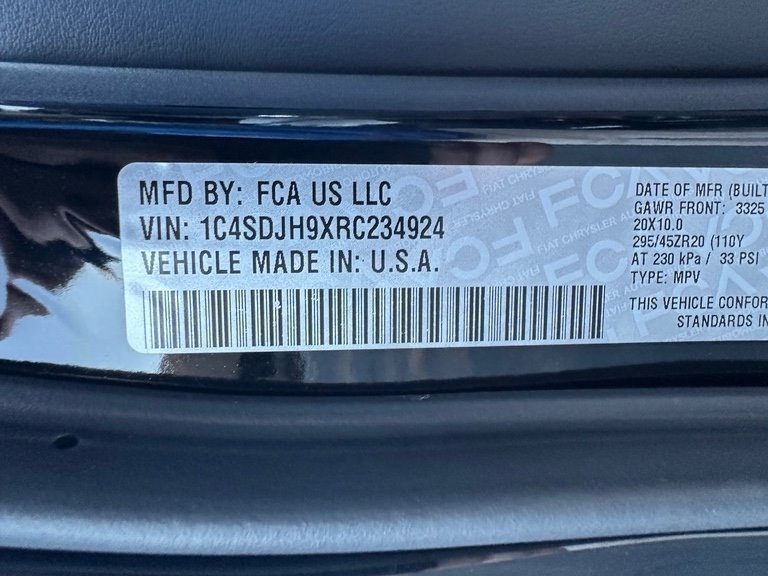 MFD BY: FCA US LLC
VIN: 1C4SDJH9XRC234924
VEHICLE MADE IN: U.S.A.
DATE OF MFR (BUILT
GAWR FRONT: 3325
20X10.0
295/45ZR20 (110Y
AT 230 kPa / 33 PSI
TYPE: MPV
THIS VEHICLE CONFOR
STANDARDS IN